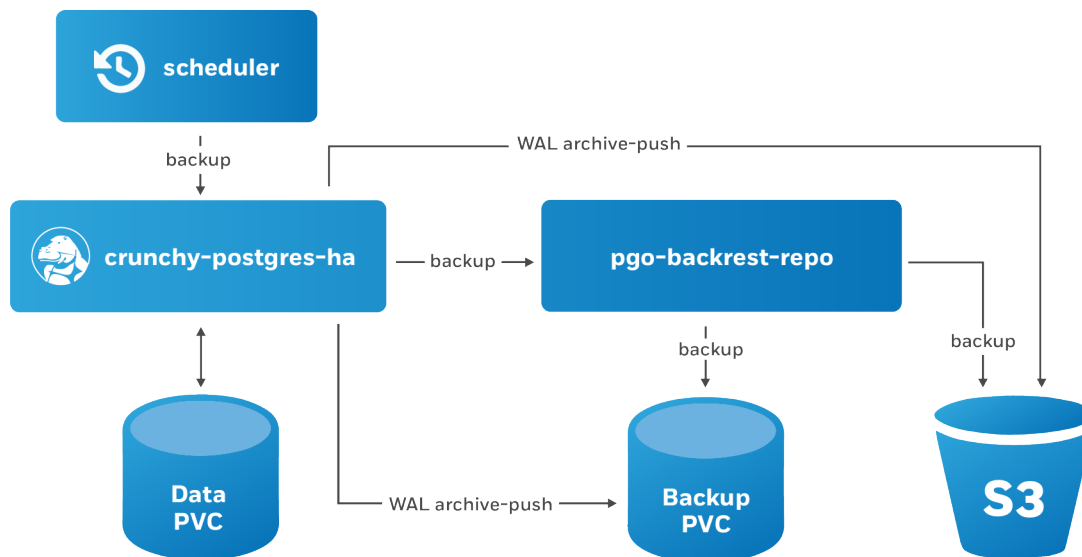 scheduler
backup
WAL archive-push
crunchy-postgres-ha
backup
pgo-backrest-repo
backup
backup
Data
PVC
WAL archive-push
Backup
PVC
S3